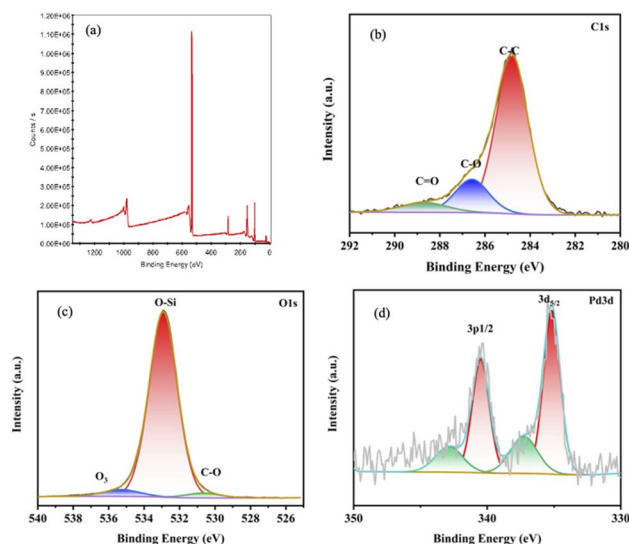 (a)
1.20E+06
1.10E+06
1.00E+06
9.00E+05
8.00E+05
7.00E+05
6.00E+05
5.00E+05
4.00E+05
3.00E+05
2.00E+05
1.00E+05
0.00E+00
Counts / s
1200 1000 800 600 400 200 0
Binding Energy (eV)
(b)
C1s
C-C
C-O
C=O
Intensity (a.u.)
292 290 288 286 284 282 280
Binding Energy (eV)
(c)
O1s
O-Si
O3
C-O
Intensity (a.u.)
540 538 536 534 532 530 528 526
Binding Energy (eV)
(d)
Pd3d
3d5/2
3p1/2
Intensity (a.u.)
350 340 330
Binding Energy (eV)